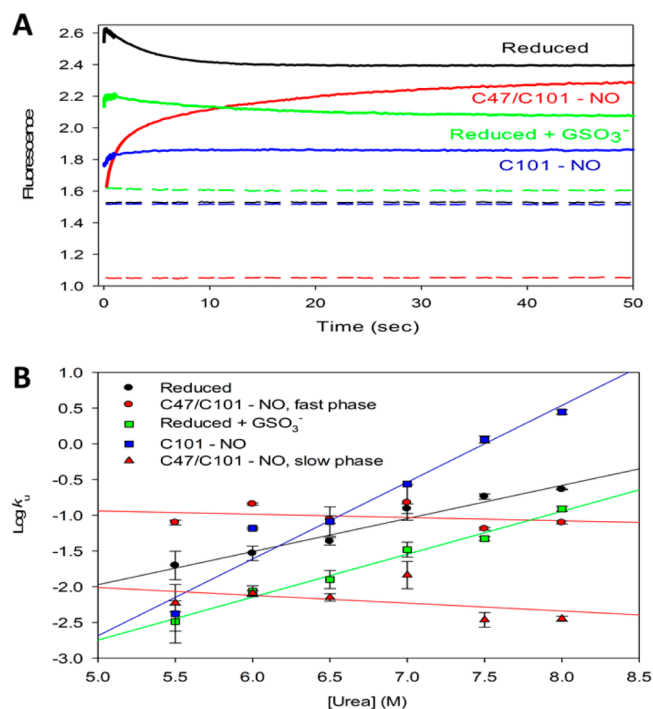 A
Fluorescence
2.6
2.4
2.2
2.0
1.8
1.6
1.4
1.2
1.0
Reduced
C47/C101 - NO
Reduced + GSO3-
C101 - NO
0 10 20 30 40 50
Time (sec)
B
Log ku
1.0
0.5
0.0
-0.5
-1.0
-1.5
-2.0
-2.5
-3.0
Reduced
C47/C101 - NO, fast phase
Reduced + GSO3-
C101 - NO
C47/C101 - NO, slow phase
5.0 5.5 6.0 6.5 7.0 7.5 8.0 8.5
[Urea] (M)